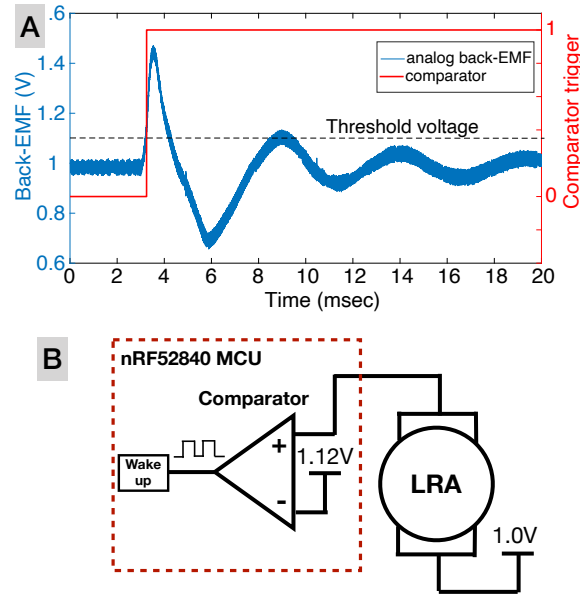 A
analog back-EMF
comparator
Threshold voltage
Back-EMF (V)
.6
1.4
1.2
1
0.8
0.6
1
0
Comparator trigger
0 2 4 6 8 10 12 14 16 18 20
Time (msec)
B
nRF52840 MCU
Comparator
Wake
up
+
-
1.12V
LRA
1.0V